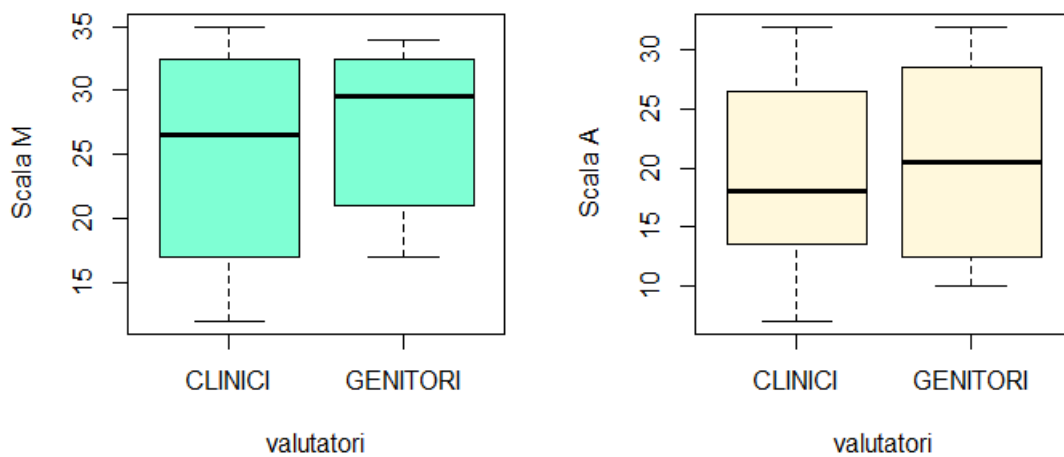 Scala M
35
30
25
20
15
CLINICI GENITORI
valutatori
Scala A
30
25
20
15
10
CLINICI GENITORI
valutatori